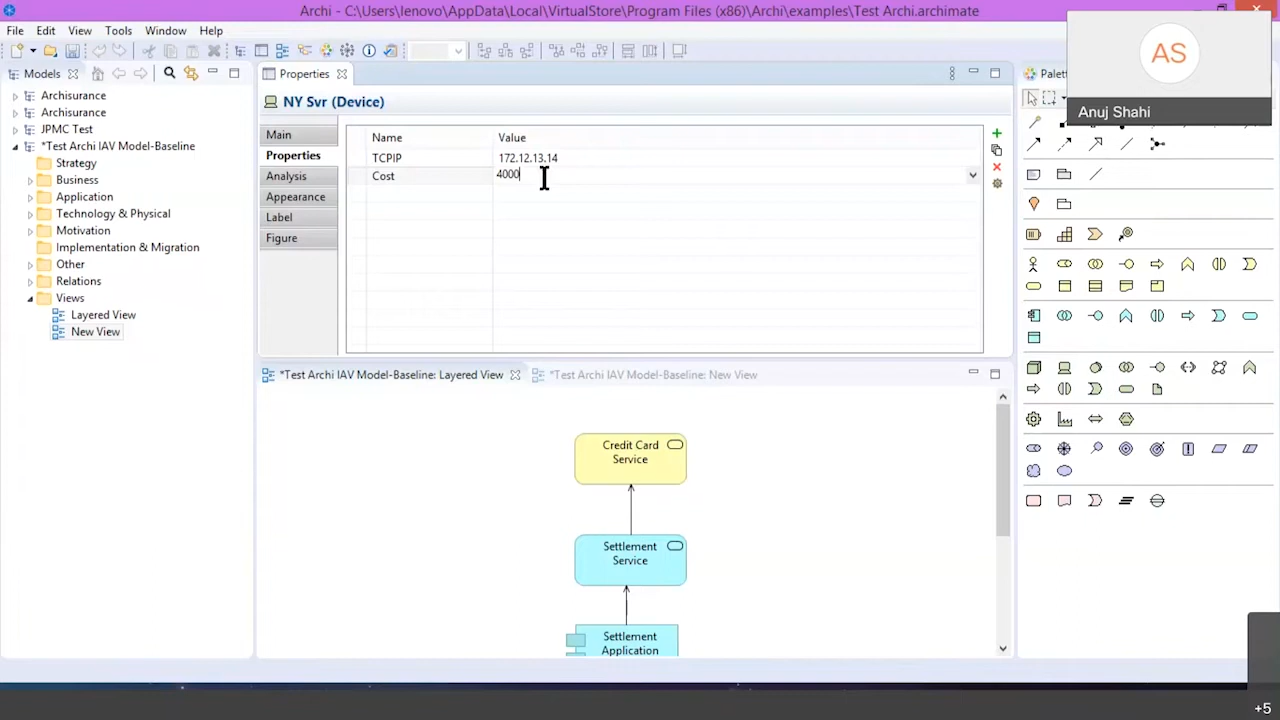 Archi - C:\Users\lenovo\AppData\Local\VirtualStore\Program Files (x86)\Archi\examples\Test Archi.archimate
File Edit View Tools Window Help
Models
Archisurance
Archisurance
JPMC Test
*Test Archi IAV Model-Baseline
Strategy
Business
Application
Technology & Physical
Motivation
Implementation & Migration
Other
Relations
Views
Layered View
New View
Properties
NY Svr (Device)
Main
Properties
Analysis
Appearance
Label
Figure
Name Value
TCPIP 172.12.13.14
Cost 4000
*Test Archi IAV Model-Baseline: Layered View
*Test Archi IAV Model-Baseline: New View
Credit Card
Service
Settlement
Service
Settlement
Application
AS
Anuj Shahi
+5